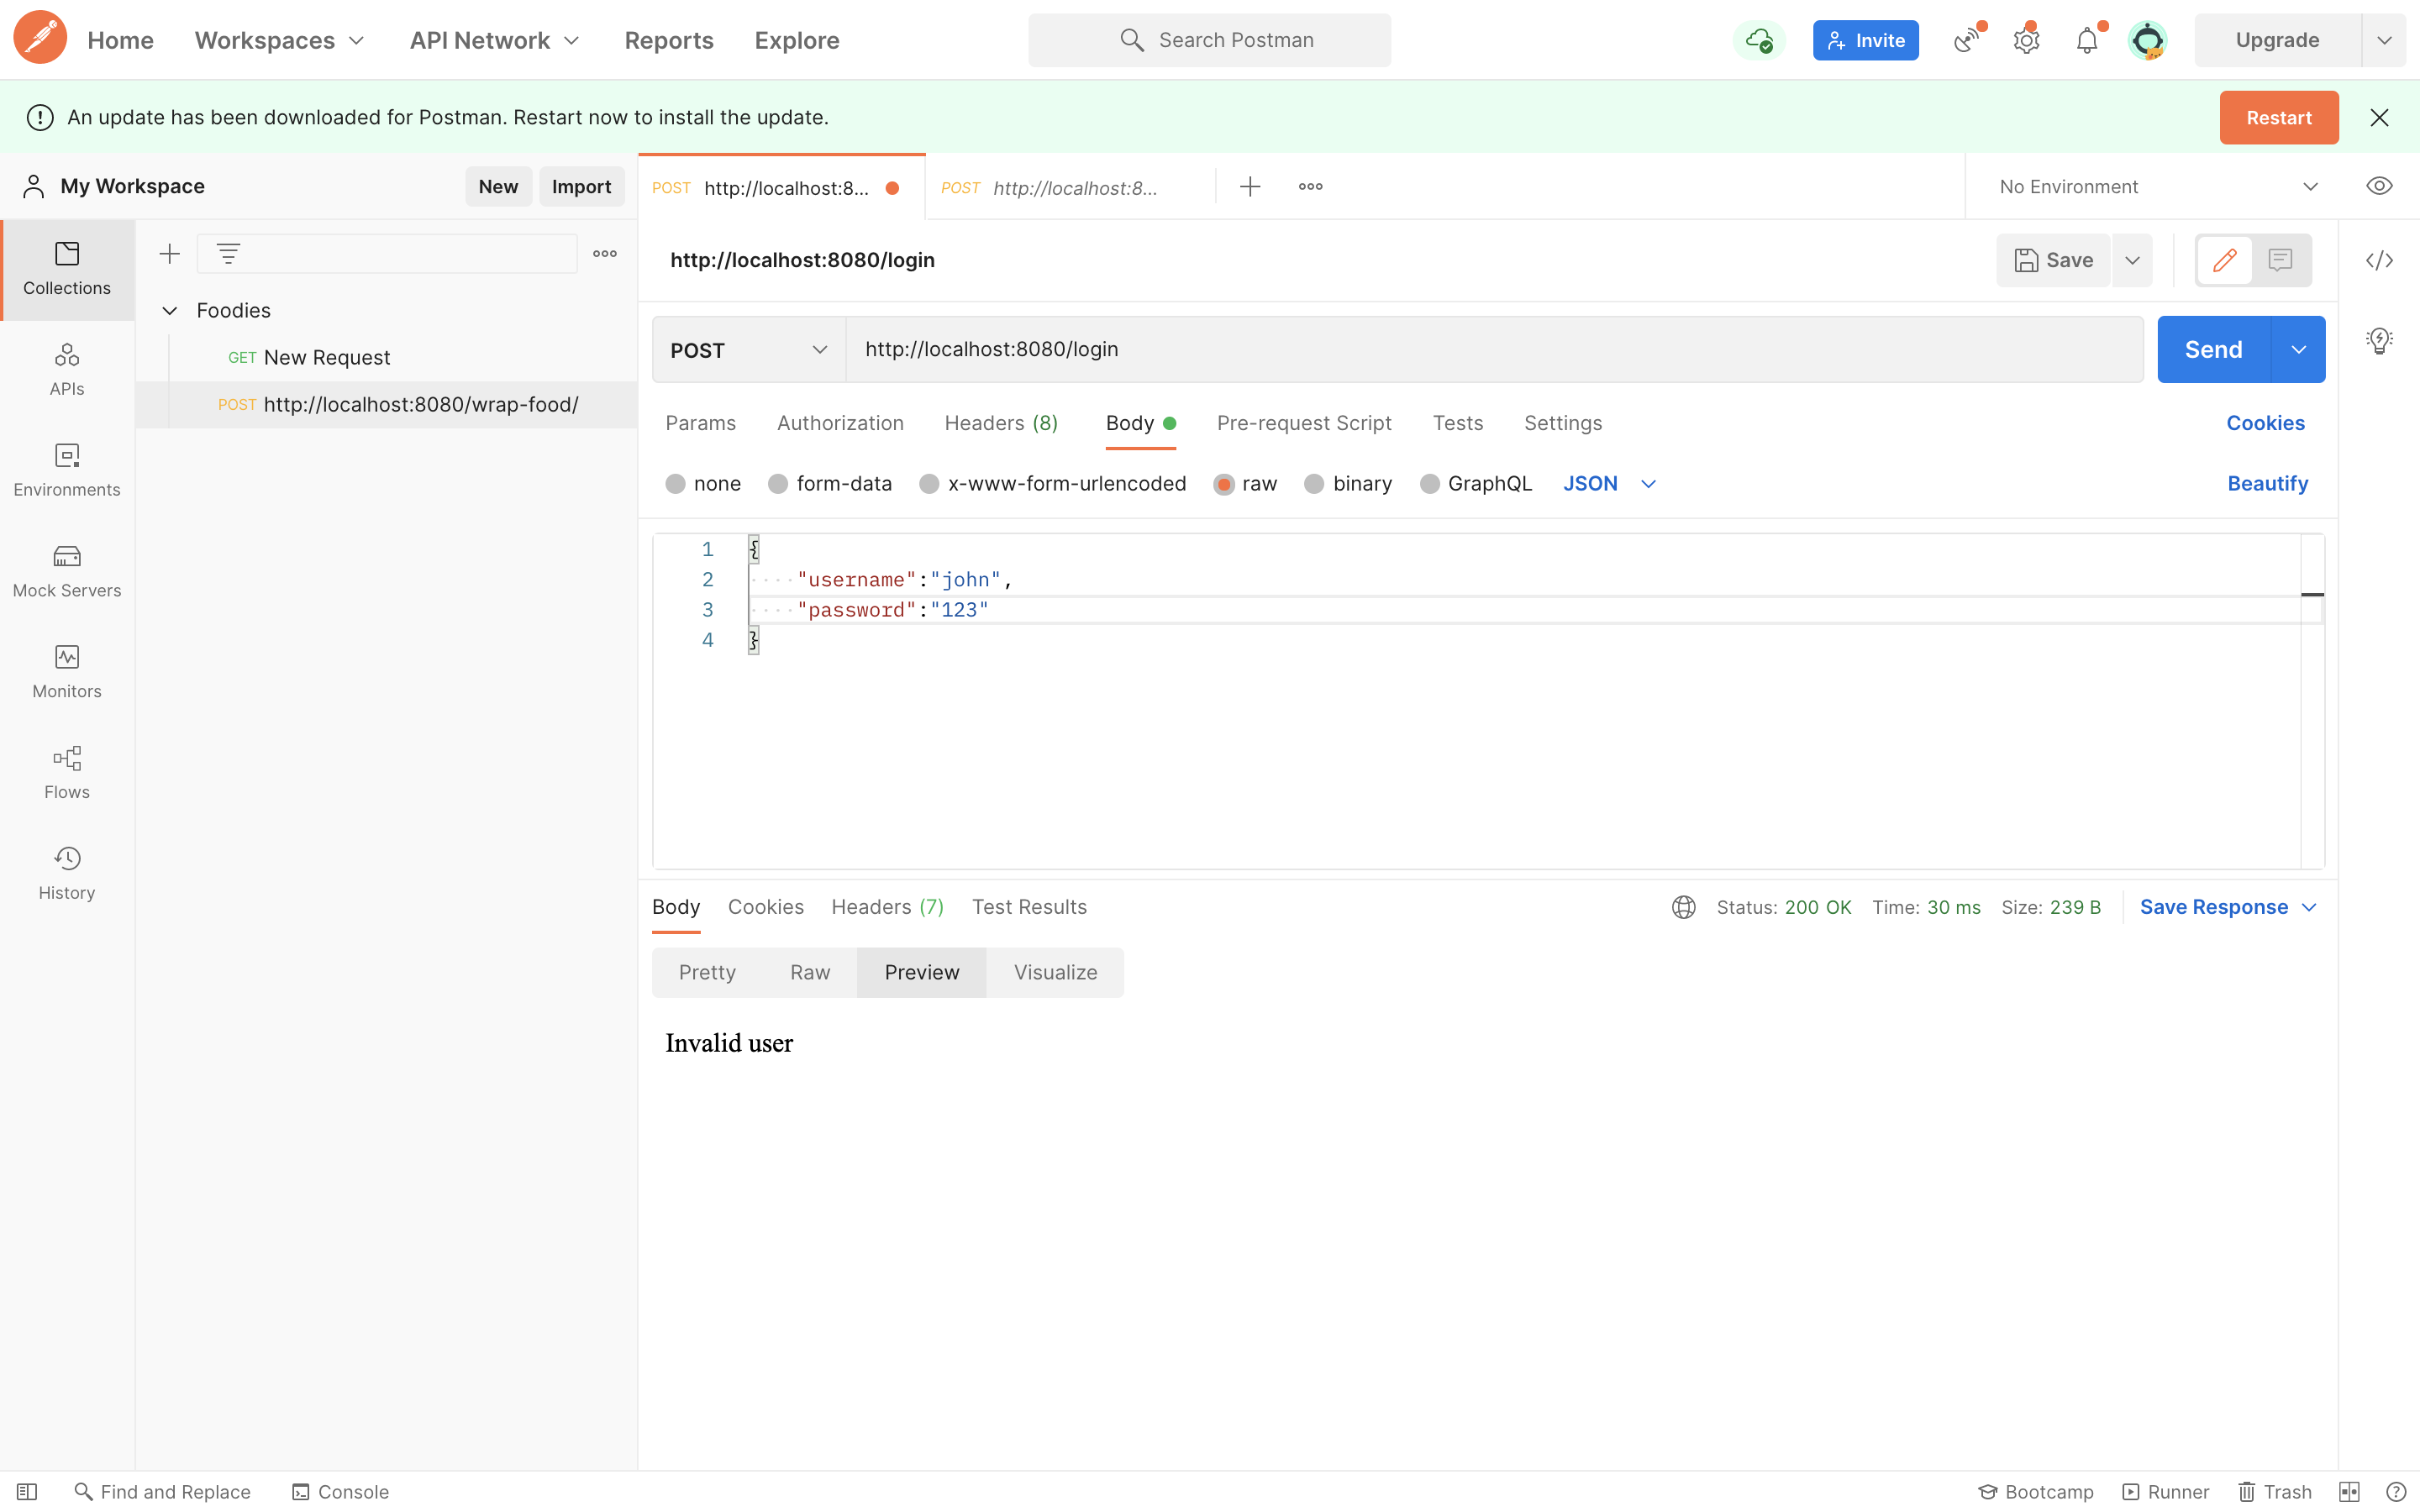 Home Workspaces API Network Reports Explore Search Postman Invite Upgrade
An update has been downloaded for Postman. Restart now to install the update. Restart
My Workspace New Import POST http://localhost:8... POST http://localhost:8... No Environment
Collections
http://localhost:8080/login Save
Foodies
GET New Request
POST http://localhost:8080/login Send
APIs
POST http://localhost:8080/wrap-food/
Params Authorization Headers (8) Body Pre-request Script Tests Settings Cookies
Environments
none form-data x-www-form-urlencoded raw binary GraphQL JSON Beautify
1 {
2 "username":"john",
Mock Servers
3 "password":"123"
4 }
Monitors
Flows
History
Body Cookies Headers (7) Test Results Status: 200 OK Time: 30 ms Size: 239 B Save Response
Pretty Raw Preview Visualize
Invalid user
Find and Replace Console Bootcamp Runner Trash